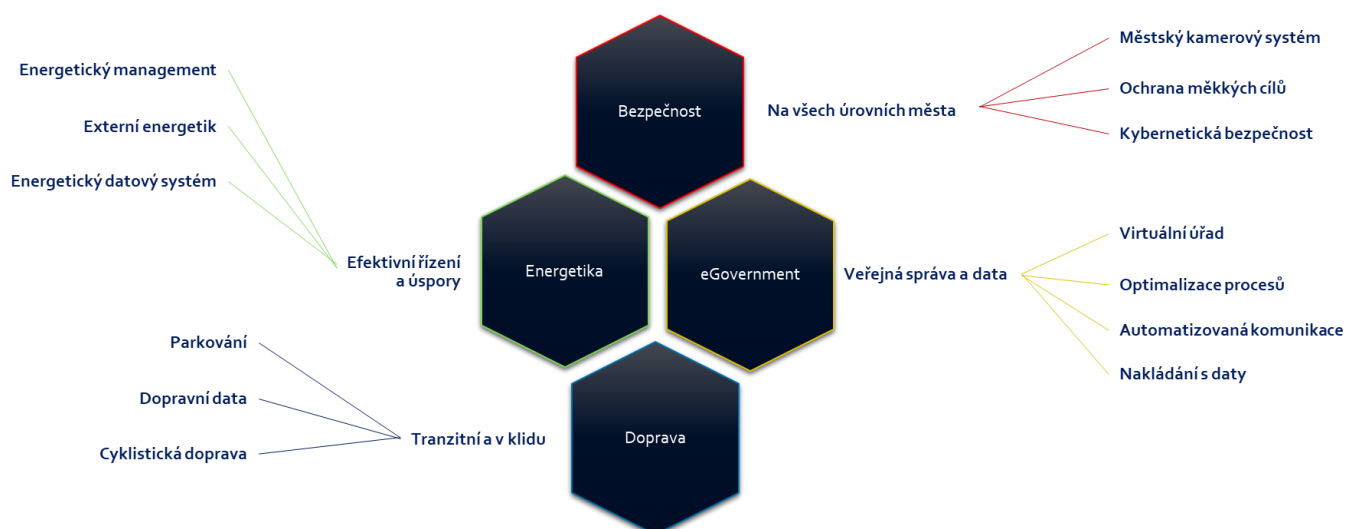 Bezpečnost
Na všech úrovních města
Městský kamerový systém
Ochrana měkkých cílů
Kybernetická bezpečnost
Energetický management
Externí energetik
Energetický datový systém
Efektivní řízení
a úspory
Energetika
eGovernment
Veřejná správa a data
Virtuální úřad
Optimalizace procesů
Automatizovaná komunikace
Nakládání s daty
Parkování
Dopravní data
Cyklistická doprava
Tranzitní a v klidu
Doprava